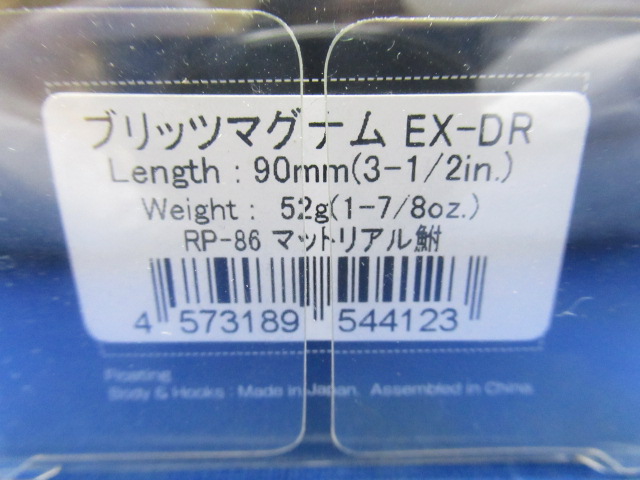 ブリッツマグナム EX-DR
Length : 90mm(3-1/2in.)
Weight : 52g(1-7/8oz.)
RP-86 マットリアル鮒
4 573189 544123
Floating
Body & Hooks : Made in Japan. Assembled in China.